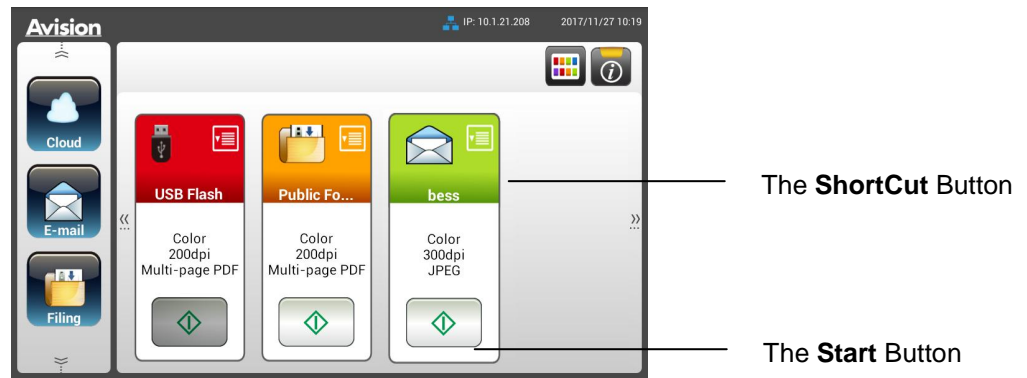 Avision
IP: 10.1.21.208
2017/11/27 10:19
Cloud
E-mail
Filing
USB Flash
Color
200dpi
Multi-page PDF
Public Fo...
Color
200dpi
Multi-page PDF
bess
Color
300dpi
JPEG
The ShortCut Button
The Start Button